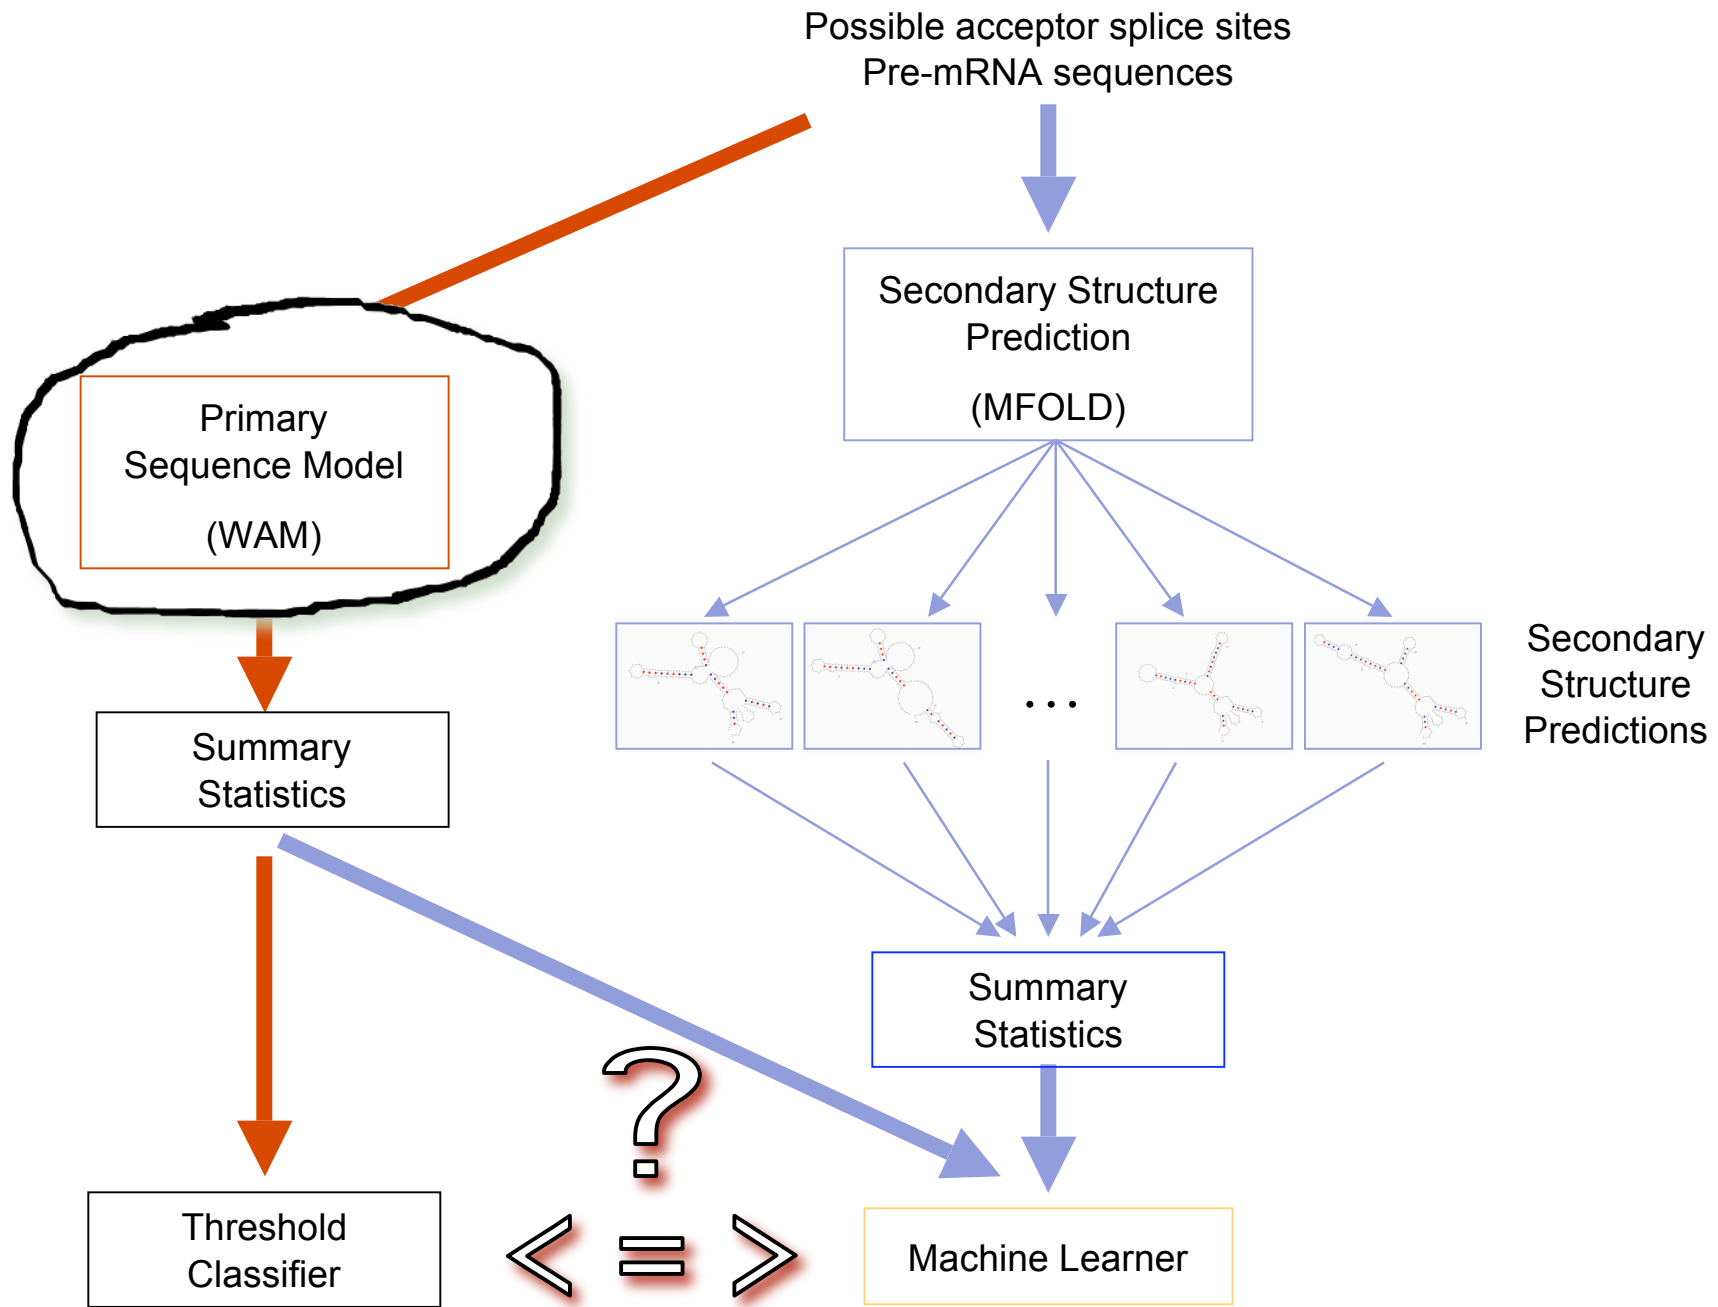 Possible acceptor splice sites
Pre-mRNA sequences
Secondary Structure
Prediction
(MFOLD)
Primary
Sequence Model
(WAM)
...
Secondary
Structure
Predictions
Summary
Statistics
Summary
Statistics
?
Threshold
Classifier
< = >
Machine Learner